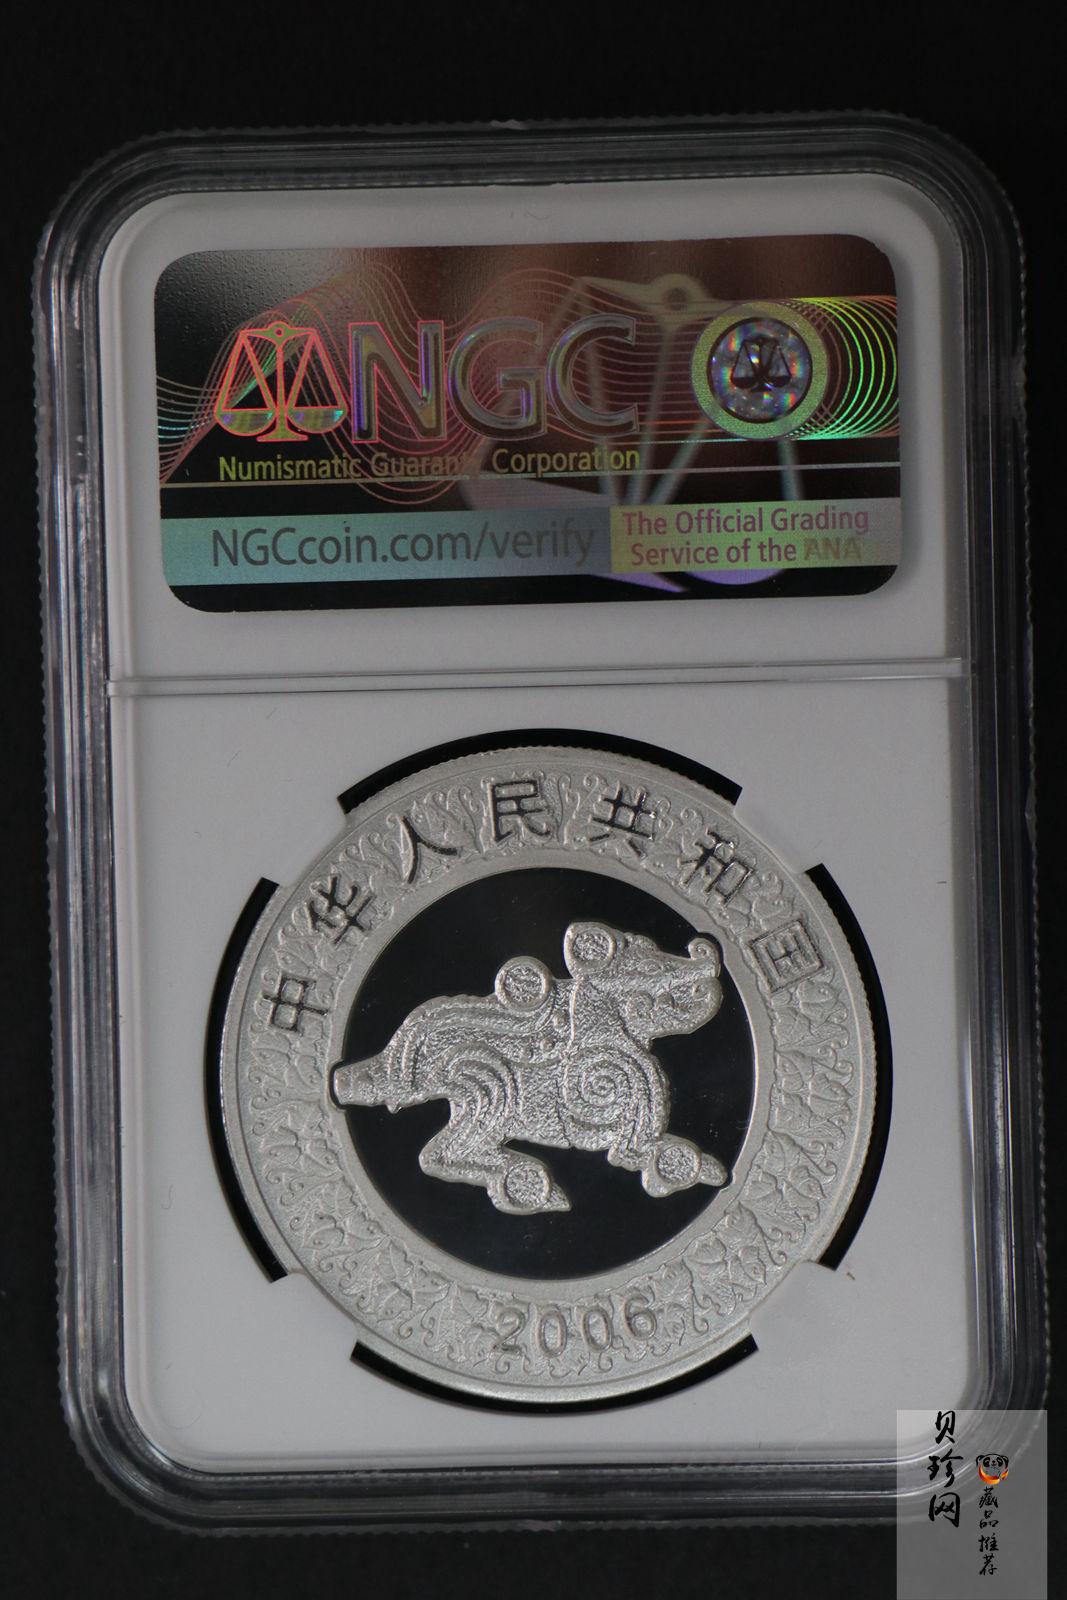 NGC
Numismatic Guaranty Corporation
NGCcoin.com/verify
The Official Grading
Service of the ANA
中华人民共和国
2006
贝珍网
藏品推荐